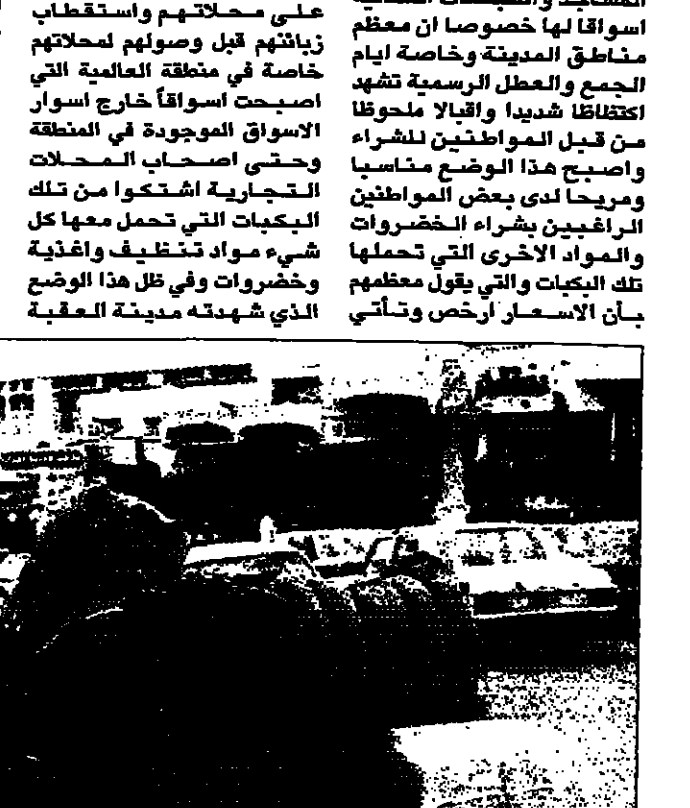 المساجد
اسواقا لها خصوصا ان معظم
مناطق المدينة وخاصة ايام
الجمع والعطل الرسمية تشهد
اكتظاظا شديدا واقبالا ملحوظا
من قبل المواطنين للشراء
واصبح هذا الوضع مناسبا
ومريحا لدى بعض المواطنين
الراغبين بشراء الخضروات
والمواد الاخرى التي تحملها
تلك البكبات والتي يقول معظمهم
بأن الاسعار ارخص وتأتي
على محلاتهم واستقطاب
زبائنهم قبل وصولهم لمحلاتهم
خاصة في منطقة العالمية التي
اصبحت اسواقاً خارج اسوار
الاسواق الموجودة في المنطقة
وحتى اصحاب المحلات
التجارية اشتكوا من تلك
البكبات التي تحمل معها كل
شيء مواد تنظيف واغذية
وخضروات وفي ظل هذا الوضع
الذي شهدته مدينة العقبة